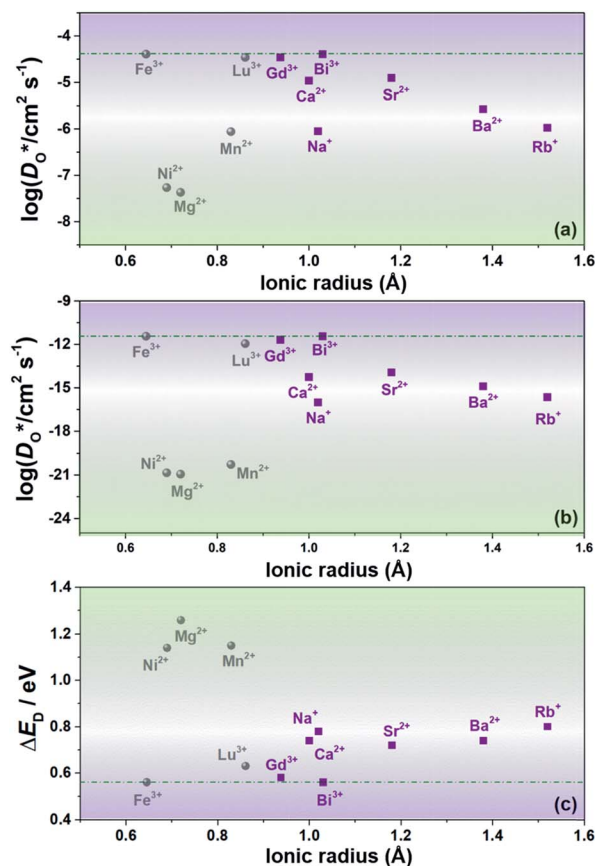 -4
-5
-6
-7
-8
log(D_O*/cm² s⁻¹)
Fe³⁺
Lu³⁺
Gd³⁺
Bi³⁺
Ca²⁺
Sr²⁺
Ba²⁺
Rb⁺
Na⁺
Mn²⁺
Ni²⁺
Mg²⁺
(a)
0.6 0.8 1.0 1.2 1.4 1.6
Ionic radius (Å)
-9
-12
-15
-18
-21
-24
log(D_O*/cm² s⁻¹)
Fe³⁺
Lu³⁺
Gd³⁺
Bi³⁺
Ca²⁺
Sr²⁺
Ba²⁺
Rb⁺
Na⁺
Ni²⁺
Mg²⁺
Mn²⁺
(b)
0.6 0.8 1.0 1.2 1.4 1.6
Ionic radius (Å)
1.4
1.2
1.0
0.8
0.6
0.4
ΔE_D / eV
Mg²⁺
Ni²⁺
Mn²⁺
Na⁺
Rb⁺
Sr²⁺
Ba²⁺
Ca²⁺
Lu³⁺
Gd³⁺
Fe³⁺
Bi³⁺
(c)
0.6 0.8 1.0 1.2 1.4 1.6
Ionic radius (Å)